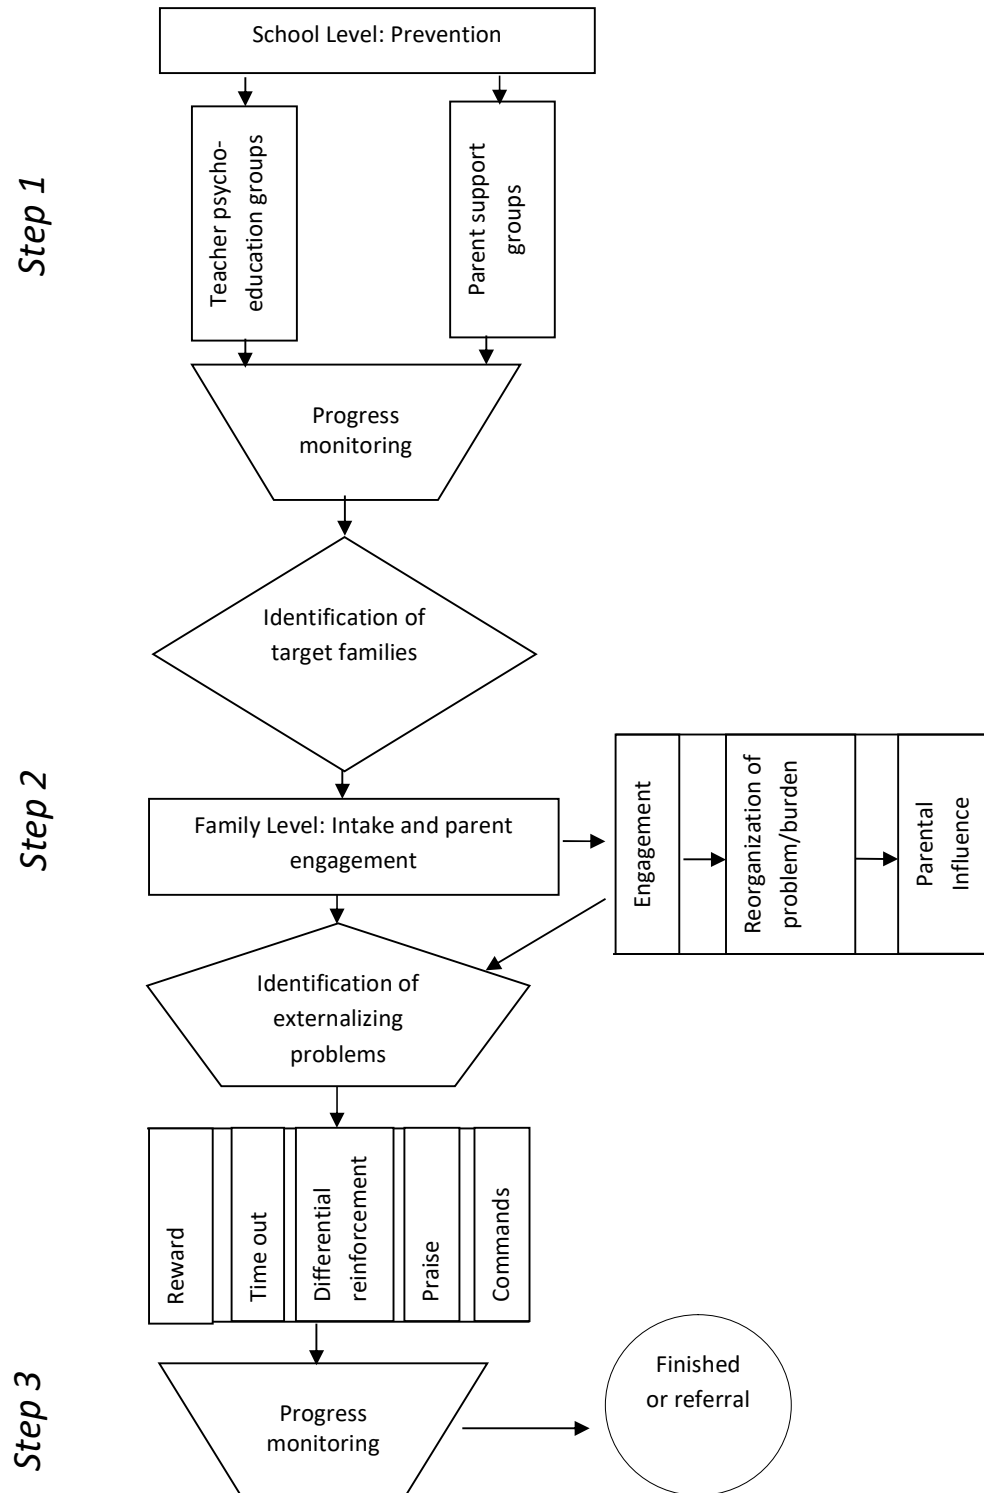 School Level: Prevention
Step 1
Teacher psycho-
education groups
Parent support
groups
Progress
monitoring
Identification of
target families
Step 2
Family Level: Intake and parent
engagement
Engagement
Reorganization of
problem/burden
Parental
Influence
Identification of
externalizing
problems
Reward
Time out
Differential
reinforcement
Praise
Commands
Step 3
Progress
monitoring
Finished
or referral